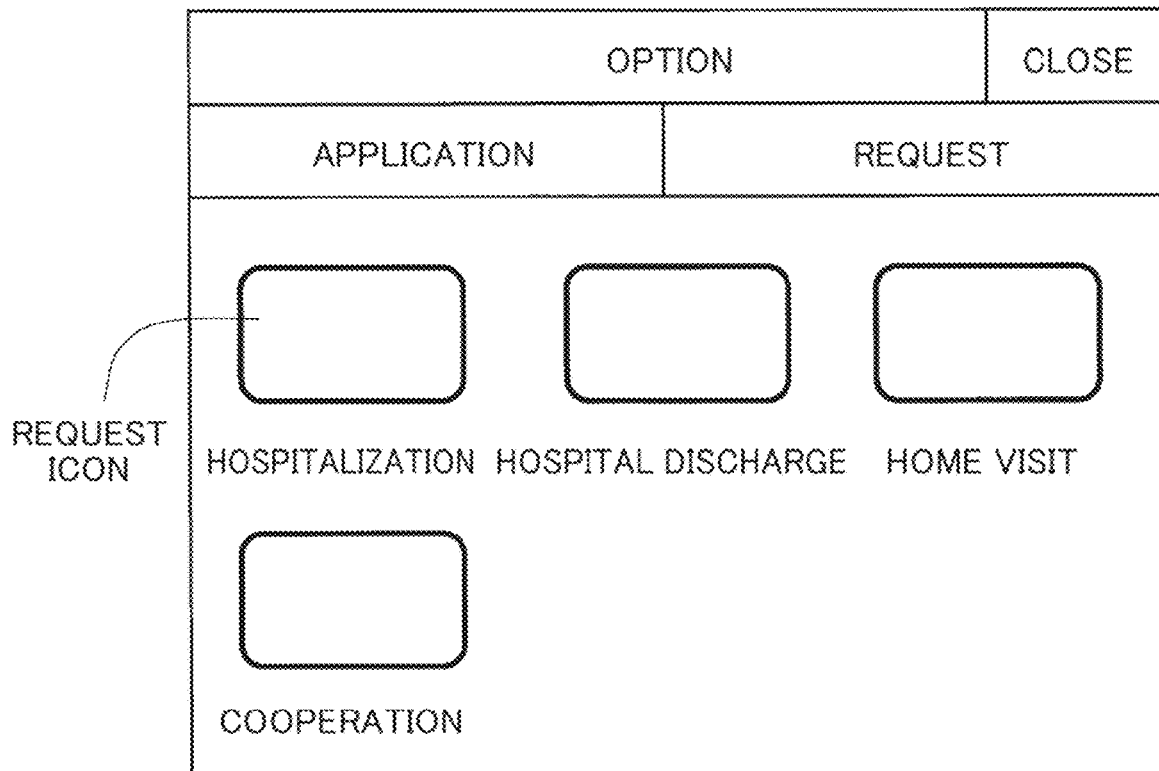 OPTION
CLOSE
APPLICATION
REQUEST
REQUEST
ICON
HOSPITALIZATION
HOSPITAL DISCHARGE
HOME VISIT
COOPERATION